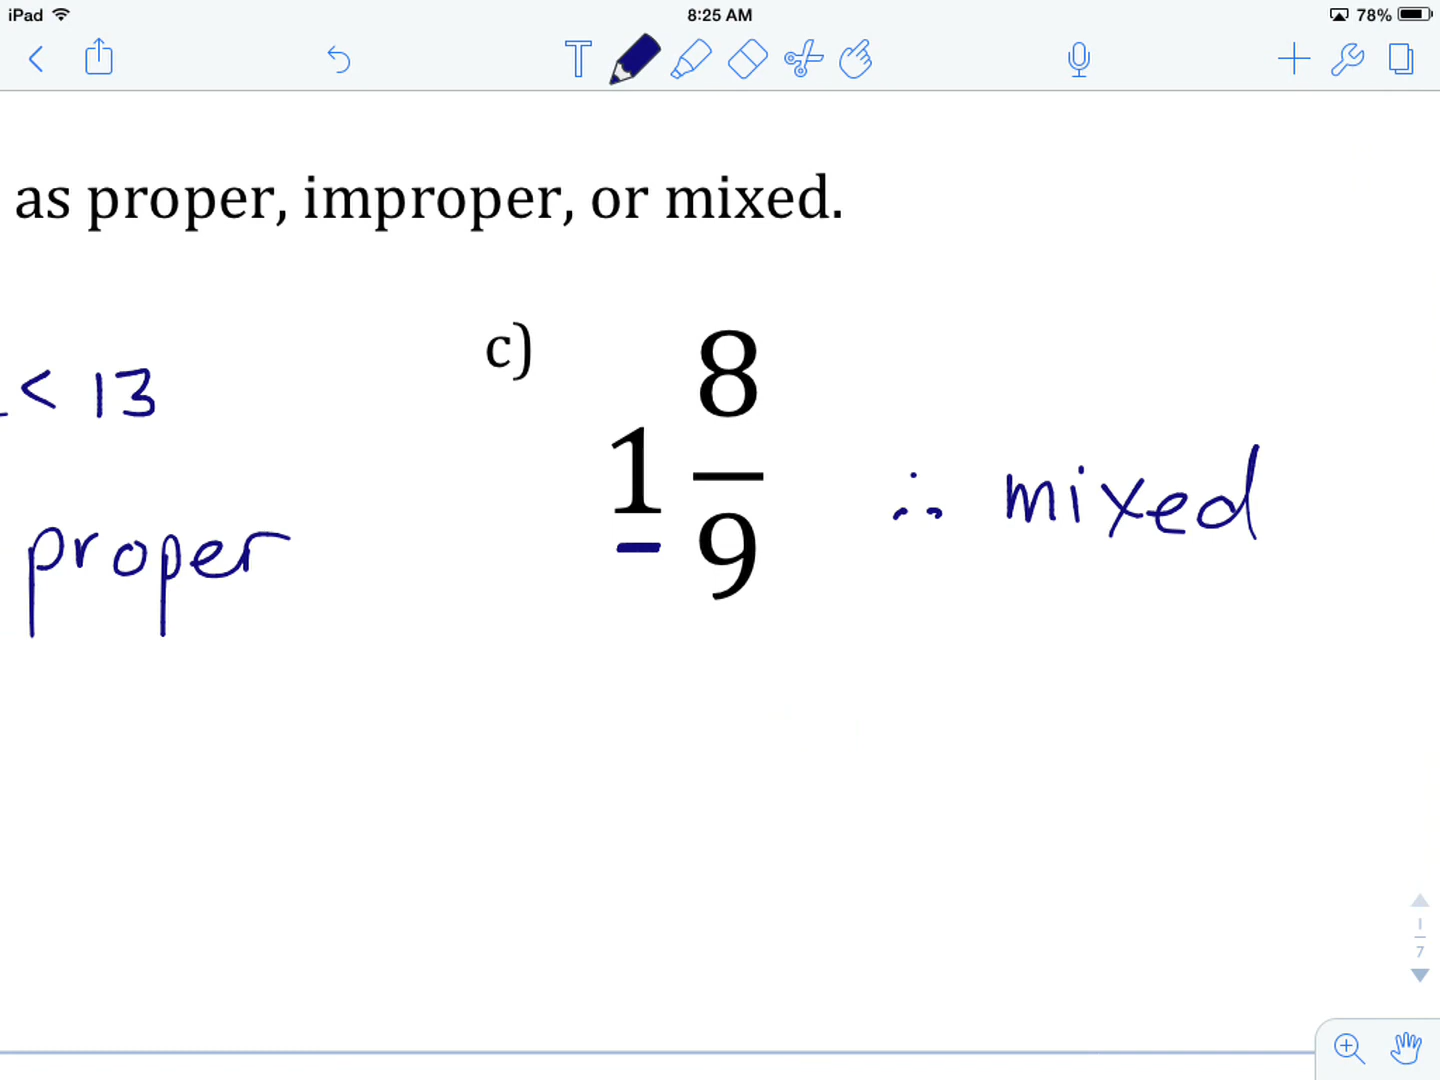 iPad 8:25 AM 78%
T
as proper, improper, or mixed.
< 13
c) 1 8/9 ∴ mixed
proper
1
7